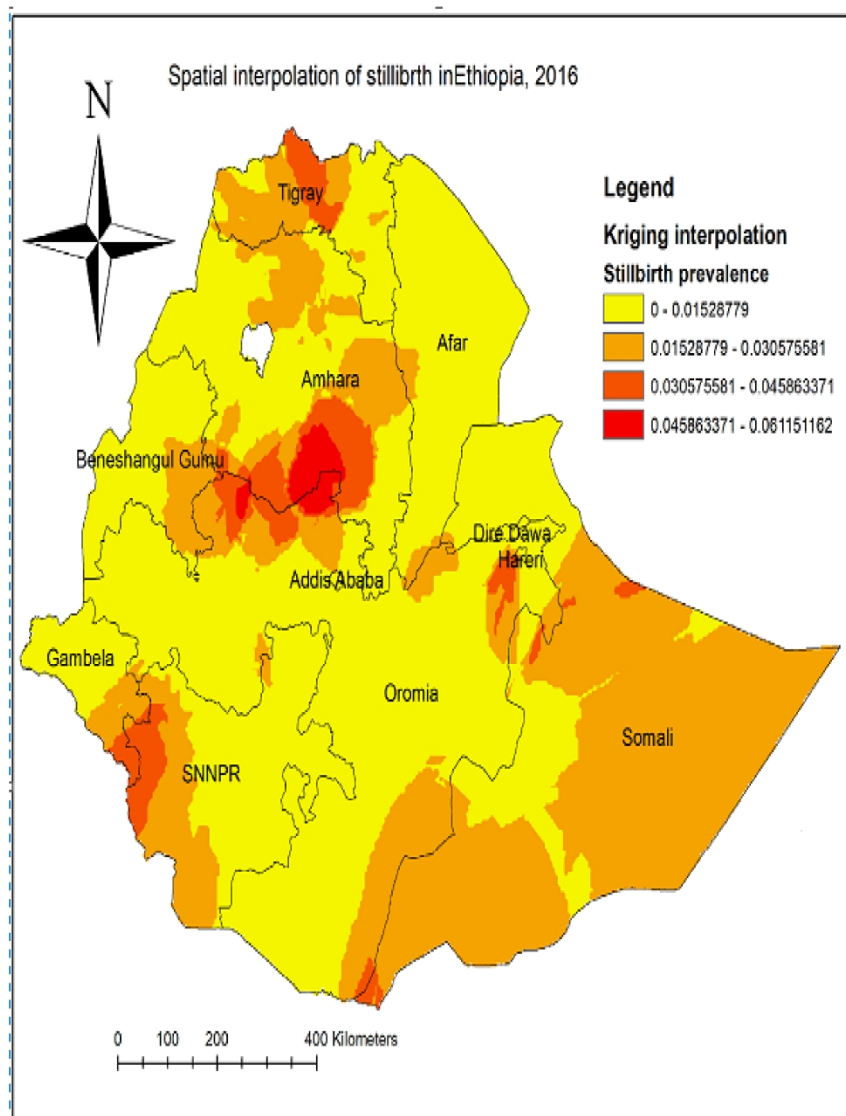 Spatial interpolation of stillibrth inEthiopia, 2016
N
Tigray
Legend
Kriging interpolation
Stillbirth prevalence
0 - 0.01528779
0.01528779 - 0.030575581
0.030575581 - 0.045863371
0.045863371 - 0.061151162
Afar
Amhara
Beneshangul Gumu
Dire Dawa
Hareri
Addis Ababa
Gambela
Oromia
Somali
SNNPR
0 100 200 400 Kilometers